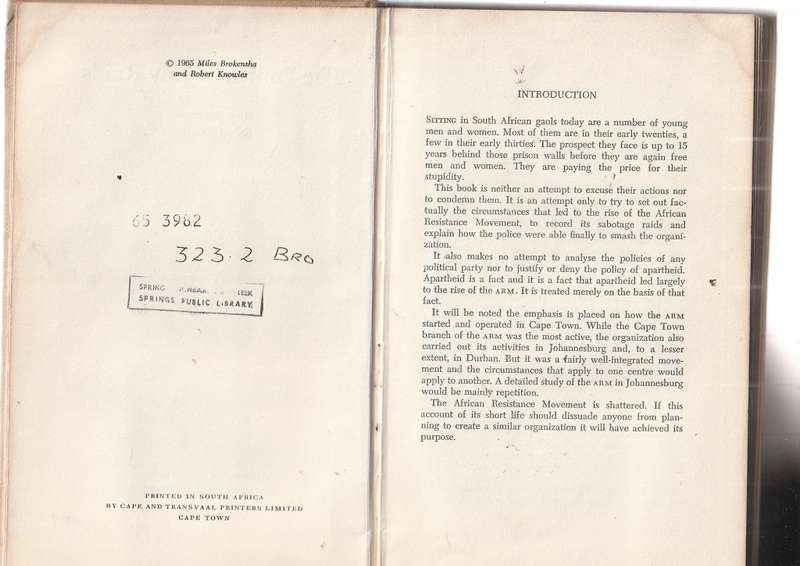 © 1965 Miles Brokensha
and Robert Knowles
65 3982
323.2 BRO
SPRING
SPRINGS PUBLIC LIBRARY.
PRINTED IN SOUTH AFRICA
BY CAPE AND TRANSVAAL PRINTERS LIMITED
CAPE TOWN
INTRODUCTION
SITTING in South African gaols today are a number of young
men and women. Most of them are in their early twenties, a
few in their early thirties. The prospect they face is up to 15
years behind those prison walls before they are again free
men and women. They are paying the price for their
stupidity.
This book is neither an attempt to excuse their actions nor
to condemn them. It is an attempt only to try to set out fac-
tually the circumstances that led to the rise of the African
Resistance Movement, to record its sabotage raids and
explain how the police were able finally to smash the organi-
zation.
It also makes no attempt to analyse the policies of any
political party nor to justify or deny the policy of apartheid.
Apartheid is a fact and it is a fact that apartheid led largely
to the rise of the ARM. It is treated merely on the basis of that
fact.
It will be noted the emphasis is placed on how the ARM
started and operated in Cape Town. While the Cape Town
branch of the ARM was the most active, the organization also
carried out its activities in Johannesburg and, to a lesser
extent, in Durban. But it was a fairly well-integrated move-
ment and the circumstances that apply to one centre would
apply to another. A detailed study of the ARM in Johannesburg
would be mainly repetition.
The African Resistance Movement is shattered. If this
account of its short life should dissuade anyone from plan-
ning to create a similar organization it will have achieved its
purpose.